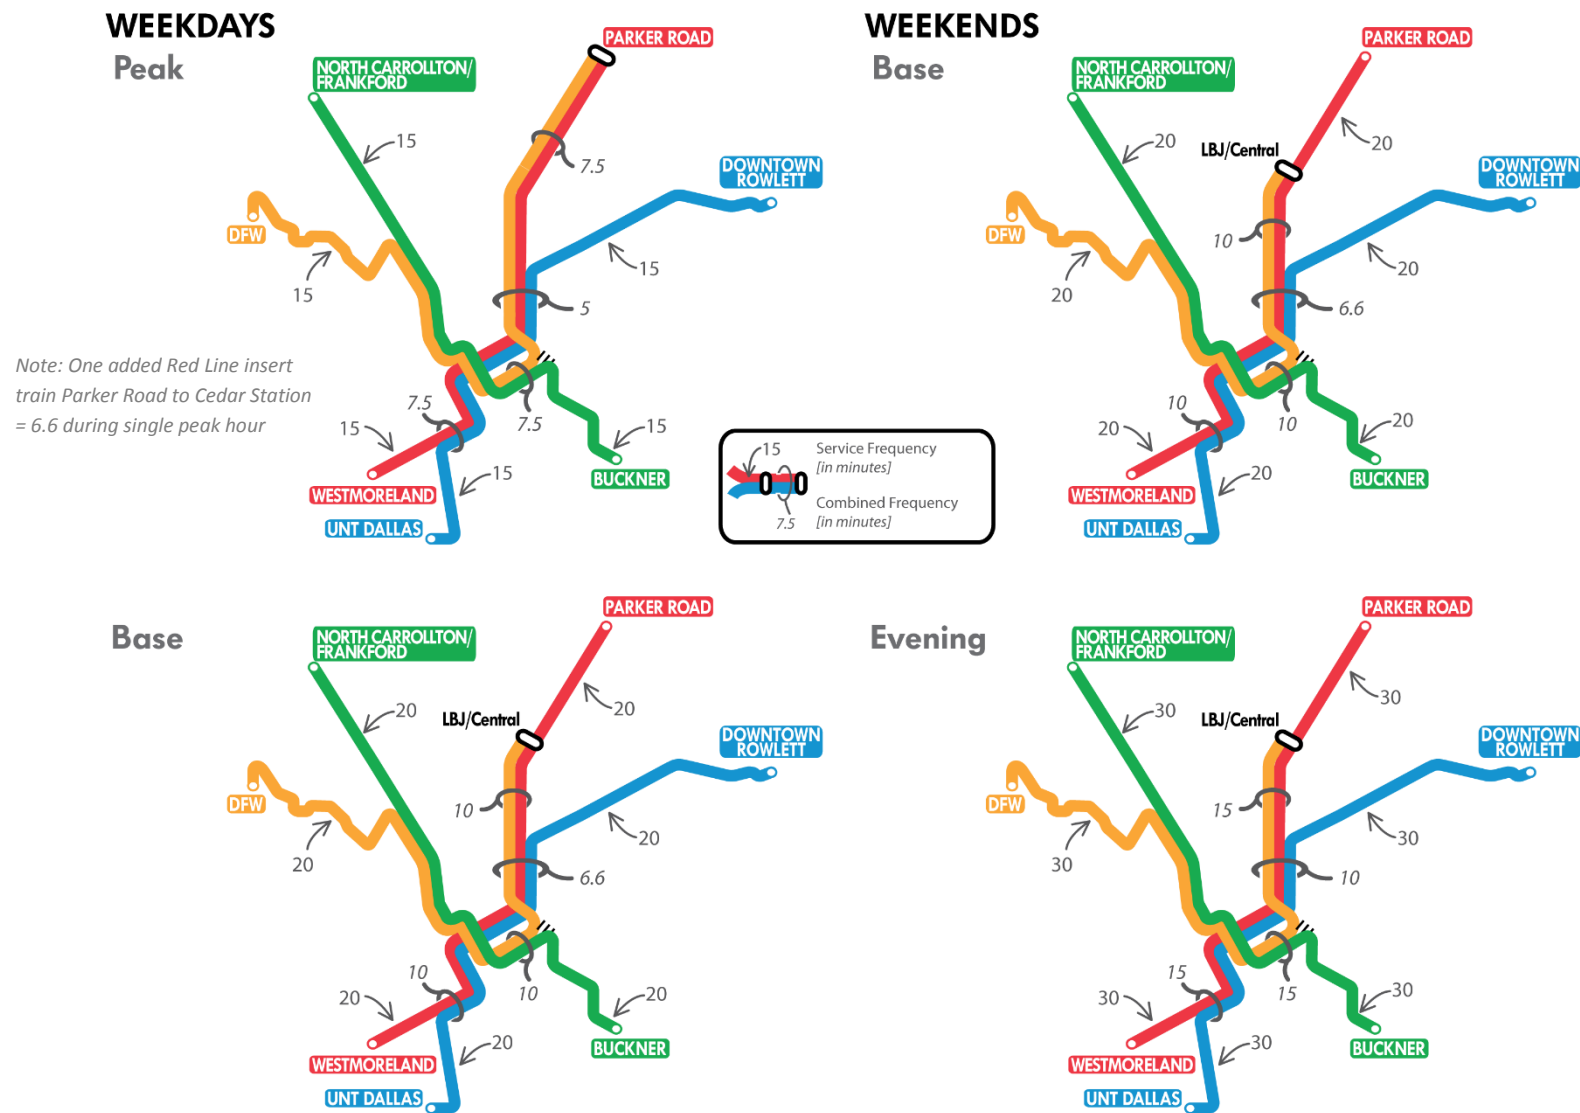 WEEKDAYS
Peak
PARKER ROAD
NORTH CARROLLTON/
FRANKFORD
15
7.5
DOWNTOWN
ROWLETT
DFW
15
15
5
Note: One added Red Line insert
train Parker Road to Cedar Station
= 6.6 during single peak hour
7.5
7.5
15
15
WESTMORELAND
15
BUCKNER
UNT DALLAS
WEEKENDS
Base
PARKER ROAD
NORTH CARROLLTON/
FRANKFORD
20
LBJ/Central
20
DOWNTOWN
ROWLETT
DFW
10
20
20
6.6
10
10
20
20
WESTMORELAND
20
BUCKNER
UNT DALLAS
15
Service Frequency
[in minutes]
Combined Frequency
7.5
[in minutes]
Base
PARKER ROAD
NORTH CARROLLTON/
FRANKFORD
20
LBJ/Central
20
DOWNTOWN
ROWLETT
DFW
10
20
20
6.6
10
10
20
20
WESTMORELAND
20
BUCKNER
UNT DALLAS
Evening
PARKER ROAD
NORTH CARROLLTON/
FRANKFORD
30
LBJ/Central
30
DOWNTOWN
ROWLETT
DFW
15
30
30
10
15
15
30
30
WESTMORELAND
30
BUCKNER
UNT DALLAS